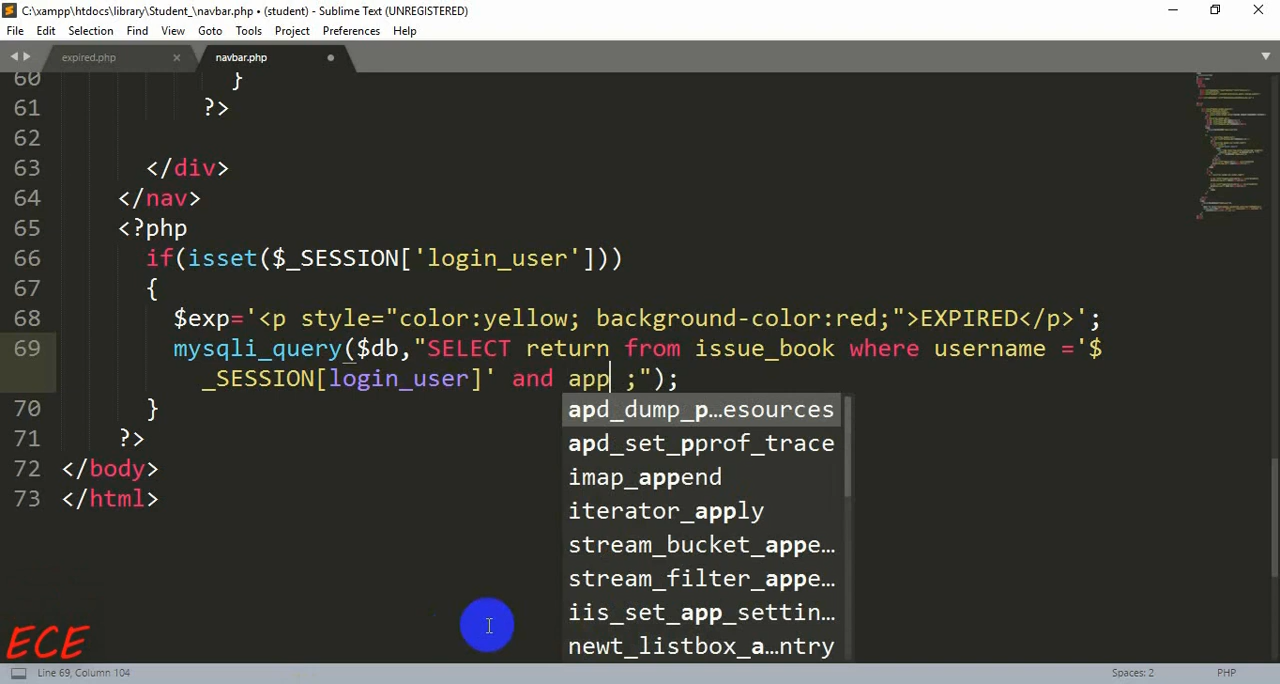 C:\xampp\htdocs\library\Student_\navbar.php • (student) - Sublime Text (UNREGISTERED)
File Edit Selection Find View Goto Tools Project Preferences Help
expired.php navbar.php
60 }
61 ?>
62
63 </div>
64 </nav>
65 <?php
66 if(isset($_SESSION['login_user']))
67 {
68 $exp='<p style="color:yellow; background-color:red;">EXPIRED</p>';
69 mysqli_query($db,"SELECT return from issue_book where username ='$
_SESSION[login_user]' and app ;");
70 }
71 ?>
72 </body>
73 </html>
apd_dump_p…esources
apd_set_pprof_trace
imap_append
iterator_apply
stream_bucket_appe…
stream_filter_appe…
iis_set_app_settin…
newt_listbox_a…ntry
ECE
Line 69, Column 104 Spaces: 2 PHP